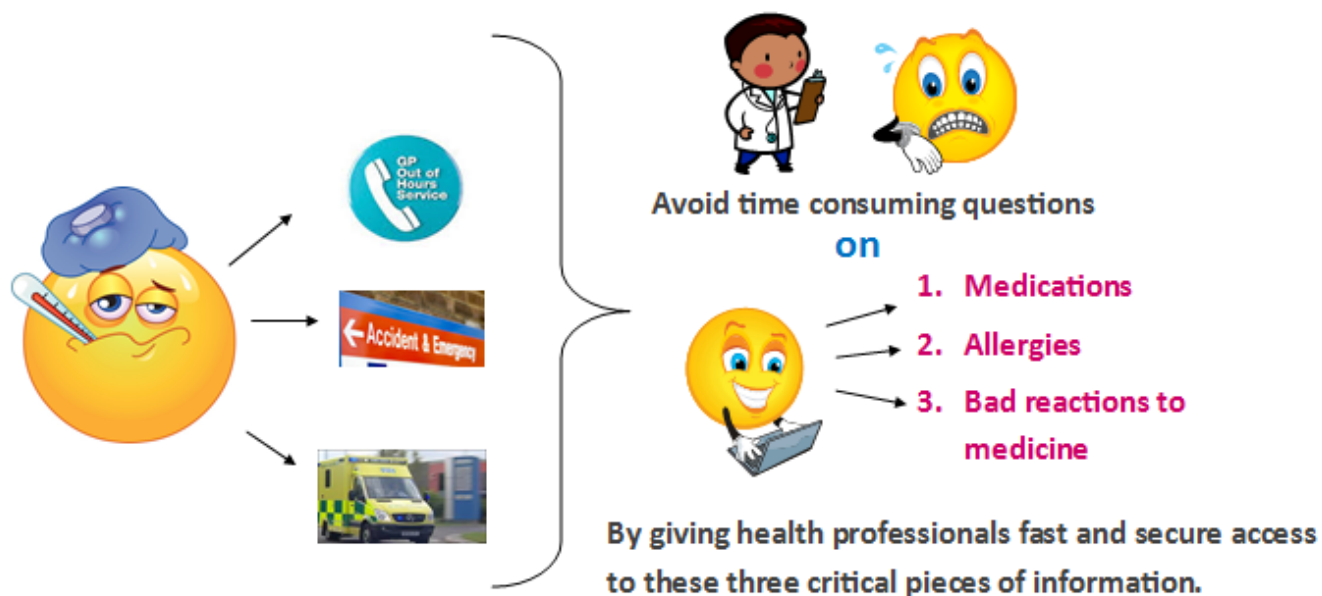 GP
Out of
Hours
Service
Accident & Emergency
Avoid time consuming questions
on
1. Medications
2. Allergies
3. Bad reactions to
medicine
By giving health professionals fast and secure access
to these three critical pieces of information.